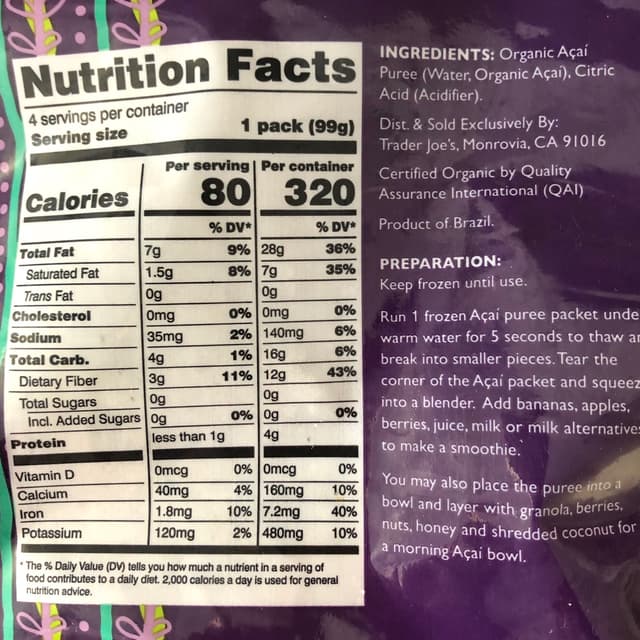 Nutrition Facts
4 servings per container
Serving size 1 pack (99g)
Per serving Per container
Calories 80 320
% DV* % DV*
Total Fat 7g 9% 28g 36%
Saturated Fat 1.5g 8% 7g 35%
Trans Fat 0g 0g
Cholesterol 0mg 0% 0mg 0%
Sodium 35mg 2% 140mg 6%
Total Carb. 4g 1% 16g 6%
Dietary Fiber 3g 11% 12g 43%
Total Sugars 0g 0g
Incl. Added Sugars 0g 0% 0g 0%
Protein less than 1g 4g
Vitamin D 0mcg 0% 0mcg 0%
Calcium 40mg 4% 160mg 10%
Iron 1.8mg 10% 7.2mg 40%
Potassium 120mg 2% 480mg 10%
* The % Daily Value (DV) tells you how much a nutrient in a serving of
food contributes to a daily diet. 2,000 calories a day is used for general
nutrition advice.
INGREDIENTS: Organic Açaí
Puree (Water, Organic Açaí), Citric
Acid (Acidifier).
Dist. & Sold Exclusively By:
Trader Joe's, Monrovia, CA 91016
Certified Organic by Quality
Assurance International (QAI)
Product of Brazil.
PREPARATION:
Keep frozen until use.
Run 1 frozen Açaí puree packet unde
warm water for 5 seconds to thaw a
break into smaller pieces. Tear the
corner of the Açaí packet and squeez
into a blender. Add bananas, apples,
berries, juice, milk or milk alternative
to make a smoothie.
You may also place the puree into a
bowl and layer with granola, berries,
nuts, honey and shredded coconut for
a morning Açaí bowl.